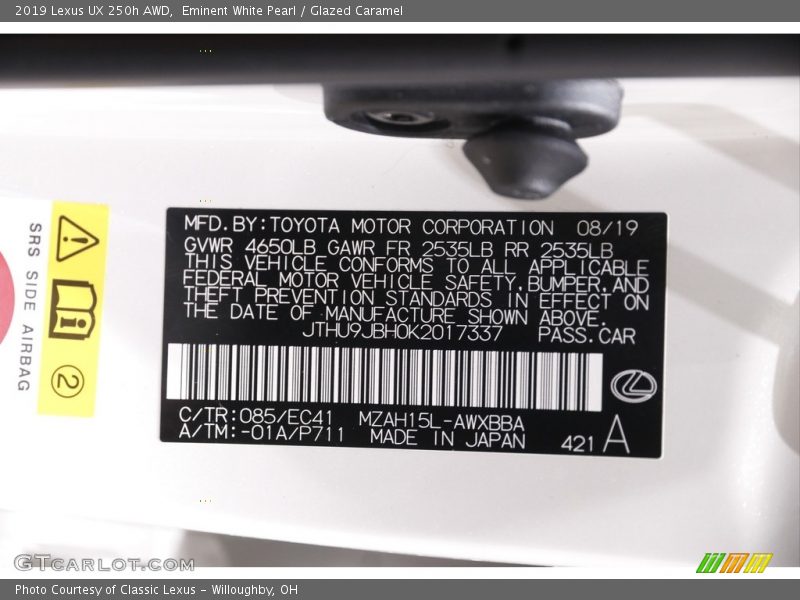 2019 Lexus UX 250h AWD, Eminent White Pearl / Glazed Caramel
MFD.BY:TOYOTA MOTOR CORPORATION 08/19
GVWR 4650LB GAWR FR 2535LB RR 2535LB
THIS VEHICLE CONFORMS TO ALL APPLICABLE
FEDERAL MOTOR VEHICLE SAFETY,BUMPER,AND
THEFT PREVENTION STANDARDS IN EFFECT ON
THE DATE OF MANUFACTURE SHOWN ABOVE.
JTHU9JBH0K2017337 PASS.CAR
C/TR:085/EC41 MZAH15L-AWXBBA
A/TM:-01A/P711 MADE IN JAPAN 421 A
SRS SIDE AIRBAG
2
GTCARLOT.COM
Photo Courtesy of Classic Lexus - Willoughby, OH